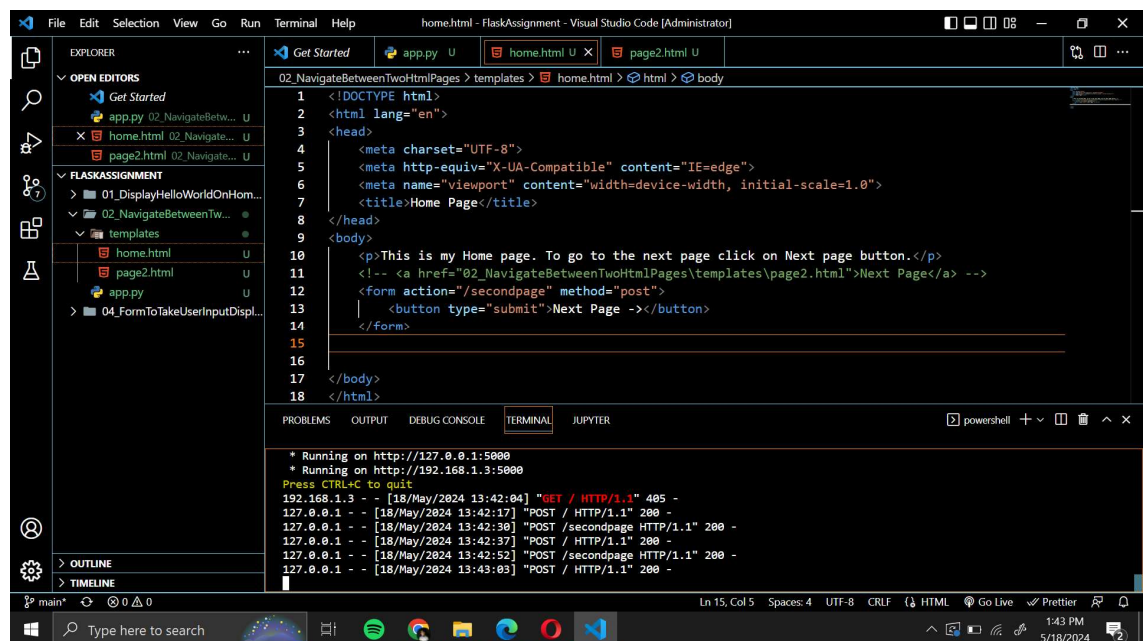 File Edit Selection View Go Run Terminal Help home.html - FlaskAssignment - Visual Studio Code [Administrator]
EXPLORER
OPEN EDITORS
Get Started
app.py 02_NavigateBetw... U
home.html 02_Navigate... U
page2.html 02_Navigate... U
FLASKASSIGNMENT
01_DisplayHelloWorldOnHom...
02_NavigateBetweenTw...
templates
home.html U
page2.html U
app.py U
04_FormToTakeUserInputDispl...
OUTLINE
TIMELINE
7
Get Started app.py U home.html U page2.html U
02_NavigateBetweenTwoHtmlPages > templates > home.html > html > body
1 <!DOCTYPE html>
2 <html lang="en">
3 <head>
4 <meta charset="UTF-8">
5 <meta http-equiv="X-UA-Compatible" content="IE=edge">
6 <meta name="viewport" content="width=device-width, initial-scale=1.0">
7 <title>Home Page</title>
8 </head>
9 <body>
10 <p>This is my Home page. To go to the next page click on Next page button.</p>
11 <!-- <a href="02_NavigateBetweenTwoHtmlPages\templates\page2.html">Next Page</a> -->
12 <form action="/secondpage" method="post">
13 <button type="submit">Next Page -></button>
14 </form>
15
16
17 </body>
18 </html>
PROBLEMS OUTPUT DEBUG CONSOLE TERMINAL JUPYTER powershell
* Running on http://127.0.0.1:5000
* Running on http://192.168.1.3:5000
Press CTRL+C to quit
192.168.1.3 - - [18/May/2024 13:42:04] "GET / HTTP/1.1" 405 -
127.0.0.1 - - [18/May/2024 13:42:17] "POST / HTTP/1.1" 200 -
127.0.0.1 - - [18/May/2024 13:42:30] "POST /secondpage HTTP/1.1" 200 -
127.0.0.1 - - [18/May/2024 13:42:37] "POST / HTTP/1.1" 200 -
127.0.0.1 - - [18/May/2024 13:42:52] "POST /secondpage HTTP/1.1" 200 -
127.0.0.1 - - [18/May/2024 13:43:03] "POST / HTTP/1.1" 200 -
main* 0 0 Ln 15, Col 5 Spaces: 4 UTF-8 CRLF HTML Go Live Prettier
Type here to search
1:43 PM
5/18/2024
2